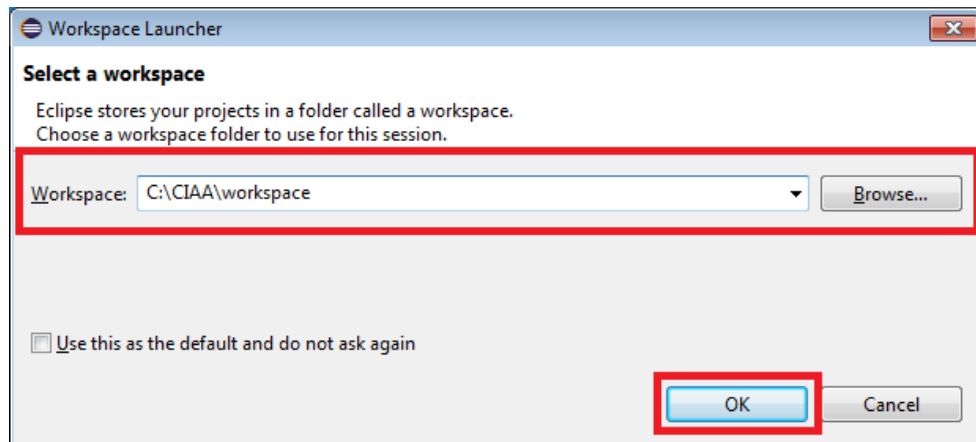 Workspace Launcher
Select a workspace
Eclipse stores your projects in a folder called a workspace.
Choose a workspace folder to use for this session.
Workspace: C:\CIAA\workspace Browse...
Use this as the default and do not ask again
OK Cancel